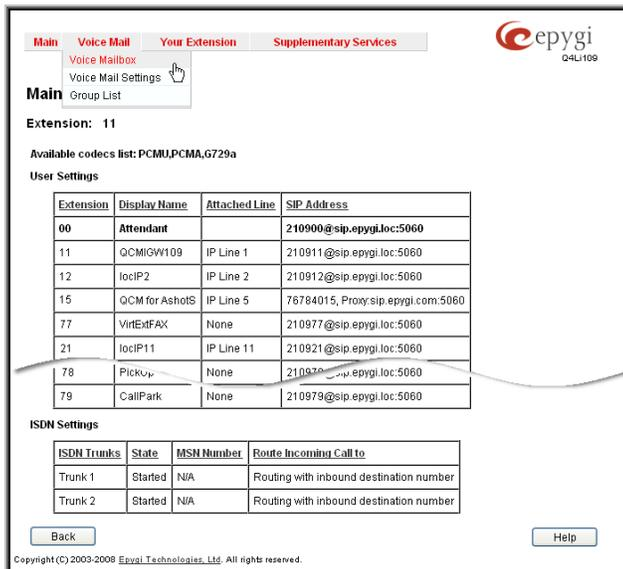 epygi
Q4Li109
Main Voice Mail Your Extension Supplementary Services
Voice Mailbox
Voice Mail Settings
Group List
Main
Extension: 11
Available codecs list: PCMU,PCMA,G729a
User Settings
Extension Display Name Attached Line SIP Address
00 Attendant 210900@sip.epygi.loc:5060
11 QCMIGW109 IP Line 1 210911@sip.epygi.loc:5060
12 locIP2 IP Line 2 210912@sip.epygi.loc:5060
15 QCM for AshotS IP Line 5 76784015, Proxy:sip.epygi.com:5060
77 VirtExtFAX None 210977@sip.epygi.loc:5060
21 locIP11 IP Line 11 210921@sip.epygi.loc:5060
78 PickUp None
79 CallPark None 210979@sip.epygi.loc:5060
ISDN Settings
ISDN Trunks State MSN Number Route Incoming Call to
Trunk 1 Started N/A Routing with inbound destination number
Trunk 2 Started N/A Routing with inbound destination number
Back Help
Copyright (C) 2003-2008 Epygi Technologies, Ltd. All rights reserved.